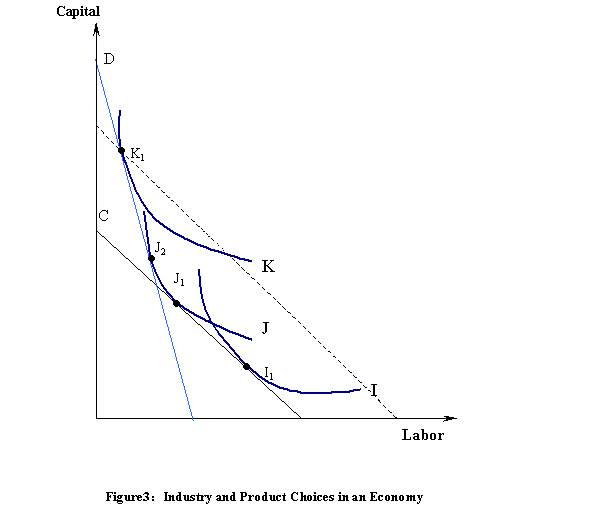 Capital
D
K1
C
J2
J1
K
J
I1
I
Labor
Figure3：Industry and Product Choices in an Economy